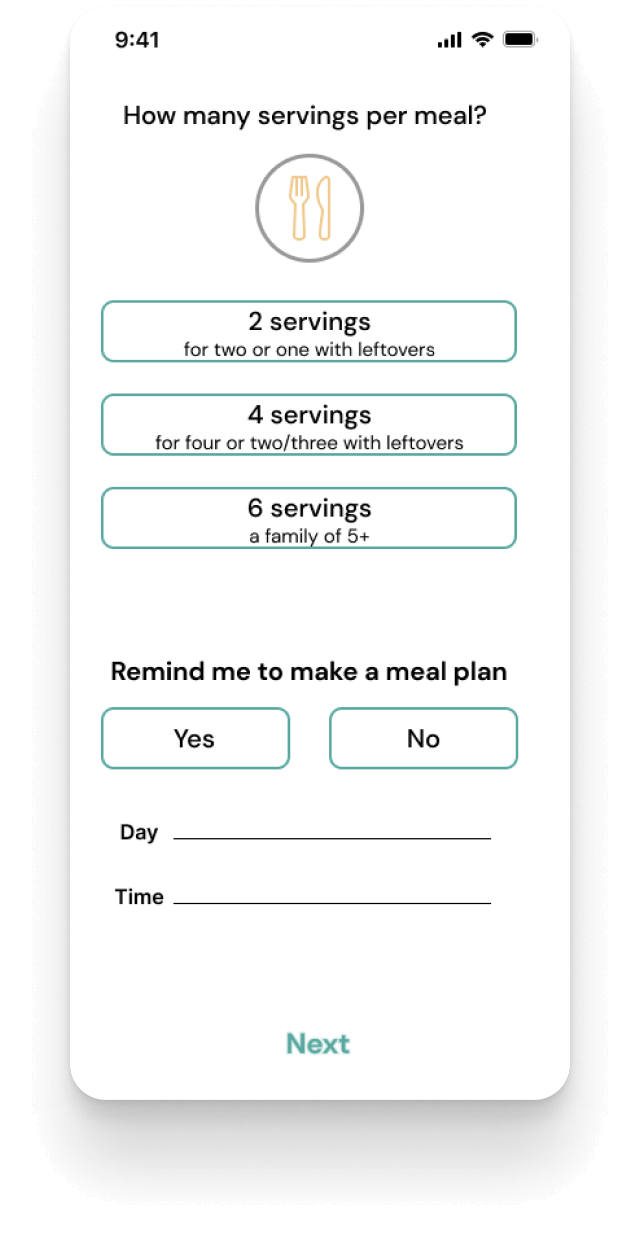 9:41
How many servings per meal?
2 servings
for two or one with leftovers
4 servings
for four or two/three with leftovers
6 servings
a family of 5+
Remind me to make a meal plan
Yes
No
Day
Time
Next